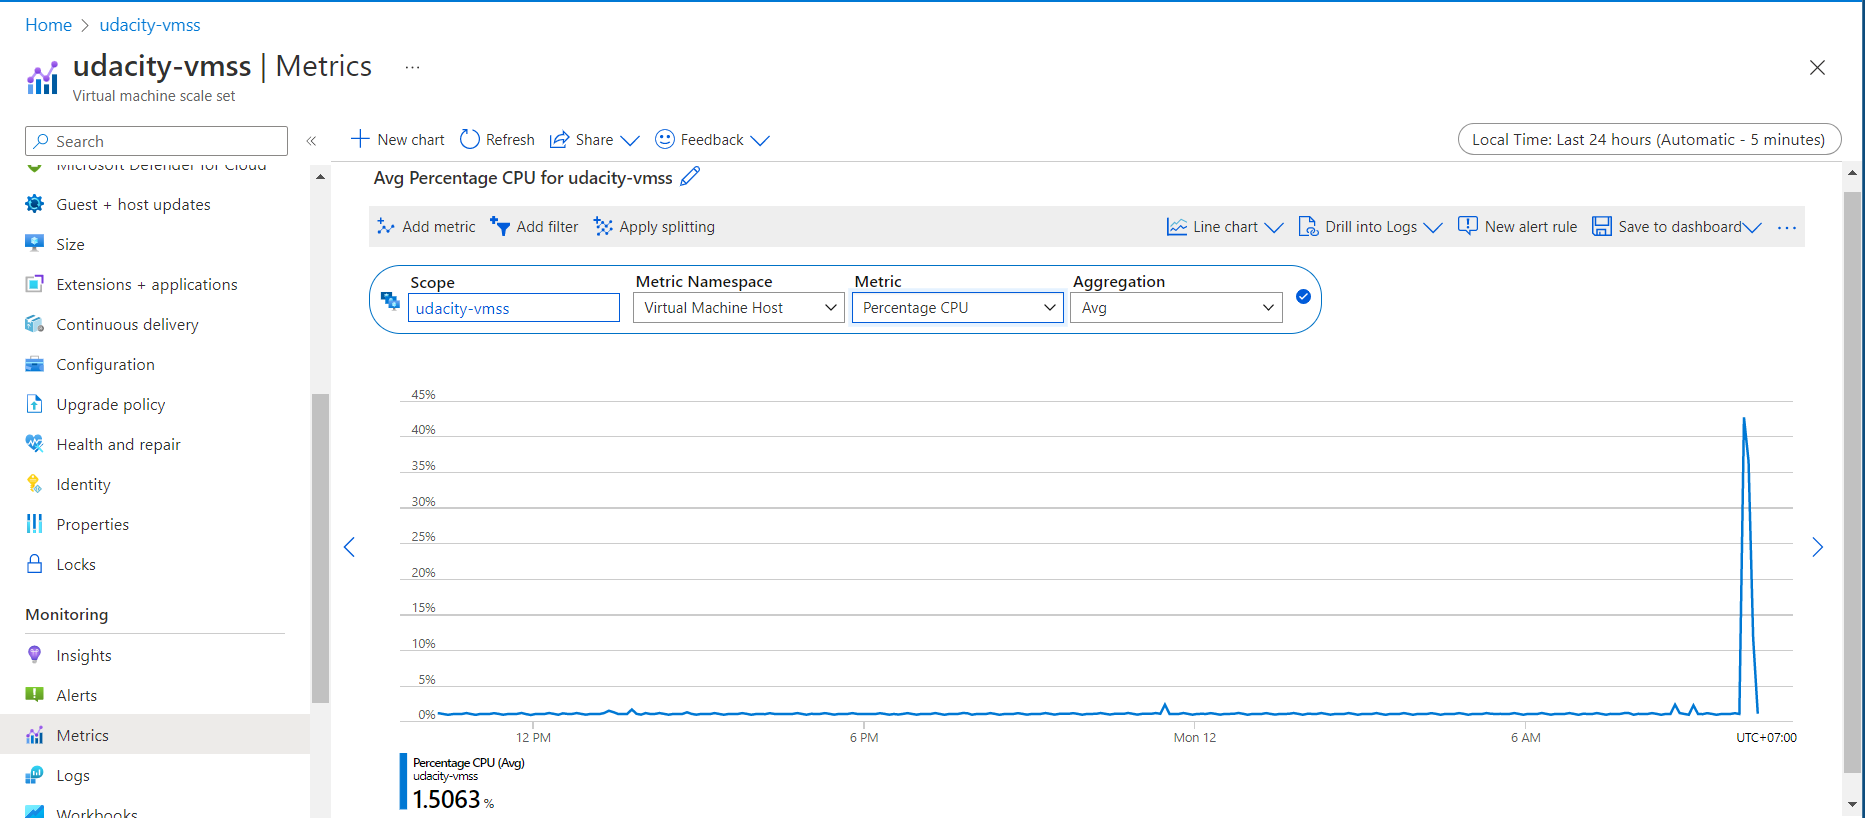 Home > udacity-vmss
udacity-vmss | Metrics ...
Virtual machine scale set
Search
«
Microsoft Defender for Cloud
Guest + host updates
Size
Extensions + applications
Continuous delivery
Configuration
Upgrade policy
Health and repair
Identity
Properties
Locks
Monitoring
Insights
Alerts
Metrics
Logs
Workbooks
New chart Refresh Share Feedback
Local Time: Last 24 hours (Automatic - 5 minutes)
Avg Percentage CPU for udacity-vmss
Add metric Add filter Apply splitting Line chart Drill into Logs New alert rule Save to dashboard ...
Scope Metric Namespace Metric Aggregation
udacity-vmss Virtual Machine Host Percentage CPU Avg
45%
40%
35%
30%
25%
20%
15%
10%
5%
0%
12 PM 6 PM Mon 12 6 AM UTC+07:00
Percentage CPU (Avg)
udacity-vmss
1.5063 %